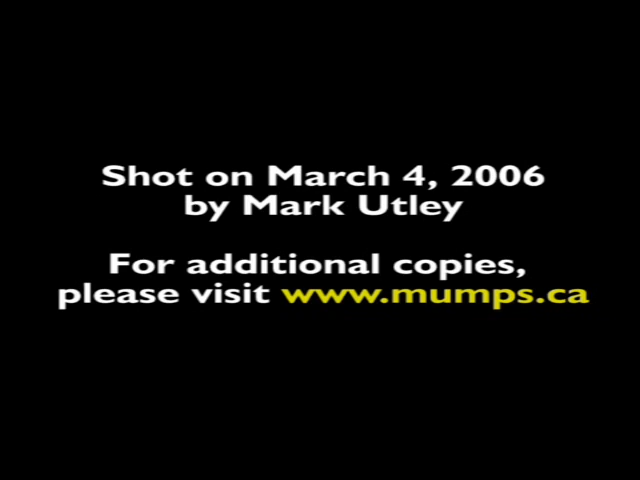 Shot on March 4, 2006
by Mark Utley
For additional copies,
please visit www.mumps.ca